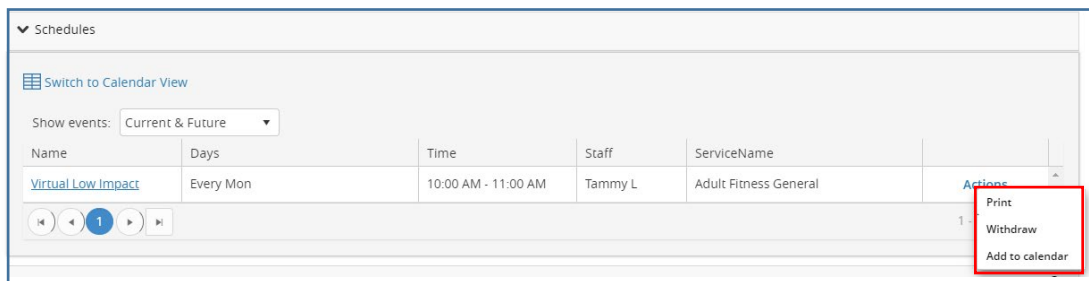 Schedules
Switch to Calendar View
Show events: Current & Future
Name Days Time Staff ServiceName
Virtual Low Impact Every Mon 10:00 AM - 11:00 AM Tammy L Adult Fitness General Actions
Print
1 1 -
Withdraw
Add to calendar